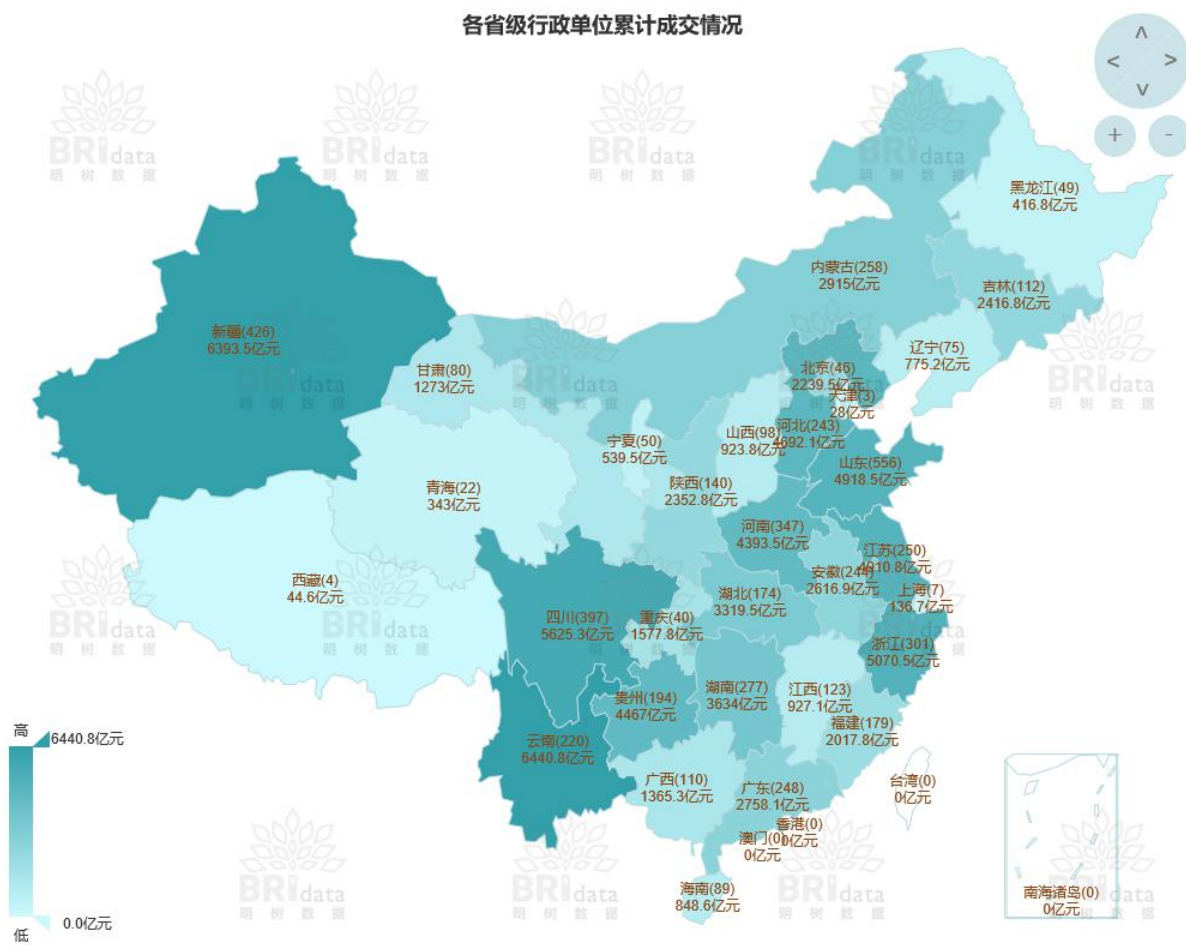 各省级行政单位累计成交情况
黑龙江(49)
416.8亿元
内蒙古(258)
2915亿元
吉林(112)
2416.8亿元
新疆(426)
6393.5亿元
辽宁(75)
775.2亿元
甘肃(80)
1273亿元
北京(46)
2239.5亿元
天津(3)
28亿元
河北(243)
4692.1亿元
山西(98)
923.8亿元
宁夏(50)
539.5亿元
山东(556)
4918.5亿元
陕西(140)
2352.8亿元
青海(22)
343亿元
河南(347)
4393.5亿元
江苏(250)
4910.8亿元
安徽(244)
2616.9亿元
西藏(4)
44.6亿元
湖北(174)
3319.5亿元
上海(7)
136.7亿元
四川(397)
5625.3亿元
重庆(40)
1577.8亿元
浙江(301)
5070.5亿元
贵州(194)
4467亿元
湖南(277)
3634亿元
江西(123)
927.1亿元
福建(179)
2017.8亿元
云南(220)
6440.8亿元
广西(110)
1365.3亿元
广东(248)
2758.1亿元
台湾(0)
0亿元
香港(0)
0亿元
澳门(0)
0亿元
海南(89)
848.6亿元
南海诸岛(0)
0亿元
高
6440.8亿元
0.0亿元
低
BRIdata
明树数据